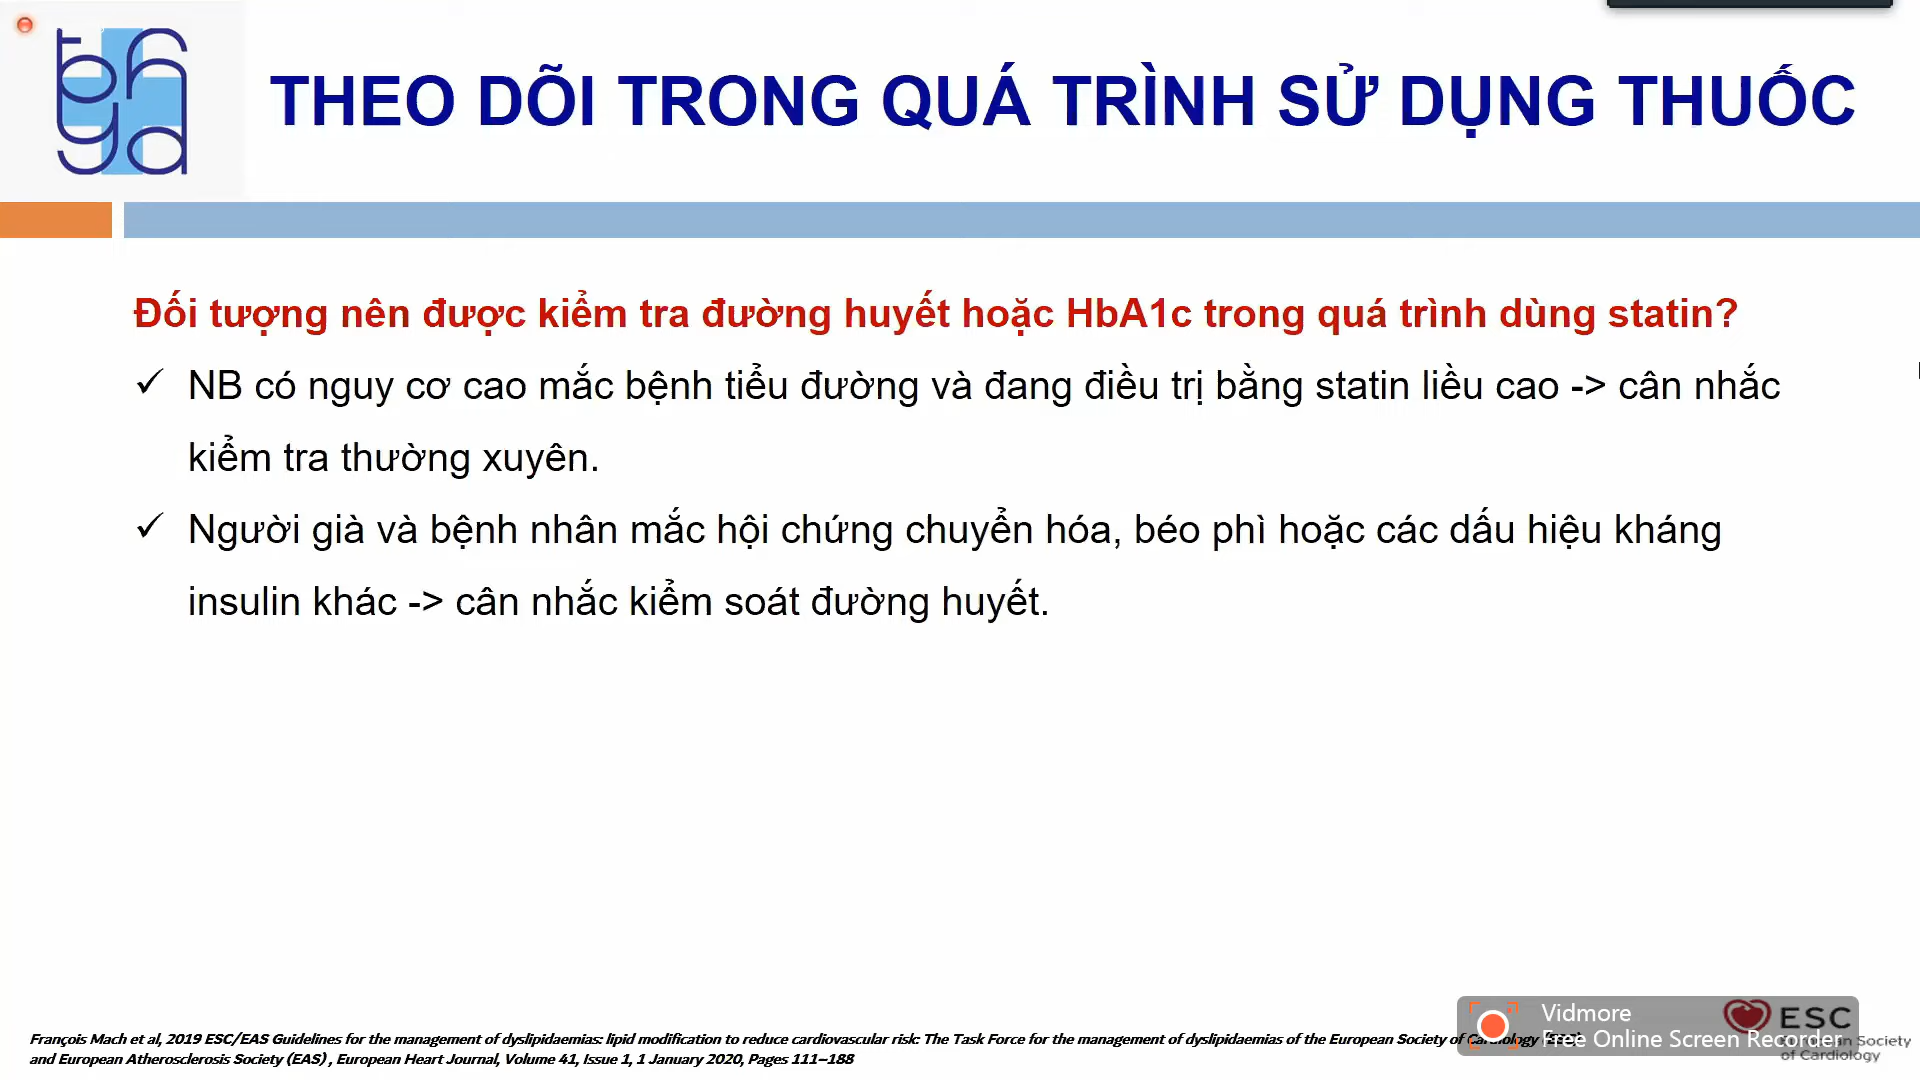 THEO DÕI TRONG QUÁ TRÌNH SỬ DỤNG THUỐC
Đối tượng nên được kiểm tra đường huyết hoặc HbA1c trong quá trình dùng statin?
✓ NB có nguy cơ cao mắc bệnh tiểu đường và đang điều trị bằng statin liều cao -> cân nhắc
kiểm tra thường xuyên.
✓ Người già và bệnh nhân mắc hội chứng chuyển hóa, béo phì hoặc các dấu hiệu kháng
insulin khác -> cân nhắc kiểm soát đường huyết.
François Mach et al, 2019 ESC/EAS Guidelines for the management of dyslipidaemias: lipid modification to reduce cardiovascular risk: The Task Force for the management of dyslipidaemias of the European Society of Cardiology
and European Atherosclerosis Society (EAS) , European Heart Journal, Volume 41, Issue 1, 1 January 2020, Pages 111–188
Vidmore
Free Online Screen Recorder
ESC
Society
of Cardiology